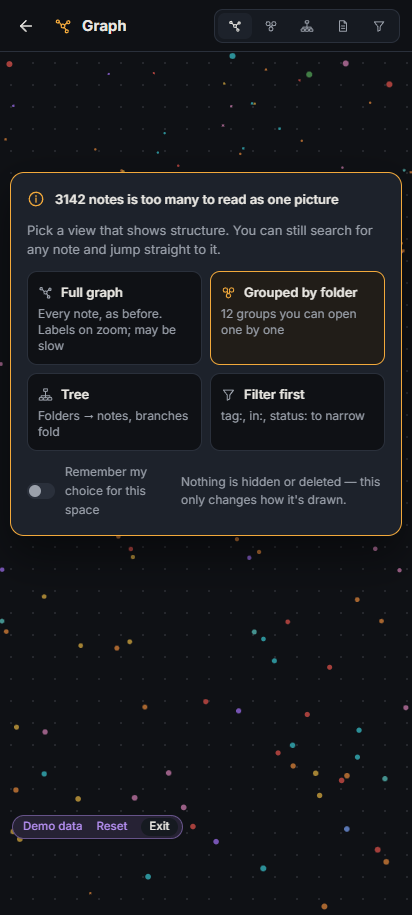 Graph
3142 notes is too many to read as one picture
Pick a view that shows structure. You can still search for
any note and jump straight to it.
Full graph
Every note, as before.
Labels on zoom; may be
slow
Grouped by folder
12 groups you can open
one by one
Tree
Folders → notes, branches
fold
Filter first
tag:, in:, status: to narrow
Remember my
choice for this
space
Nothing is hidden or deleted — this
only changes how it's drawn.
Demo data Reset Exit